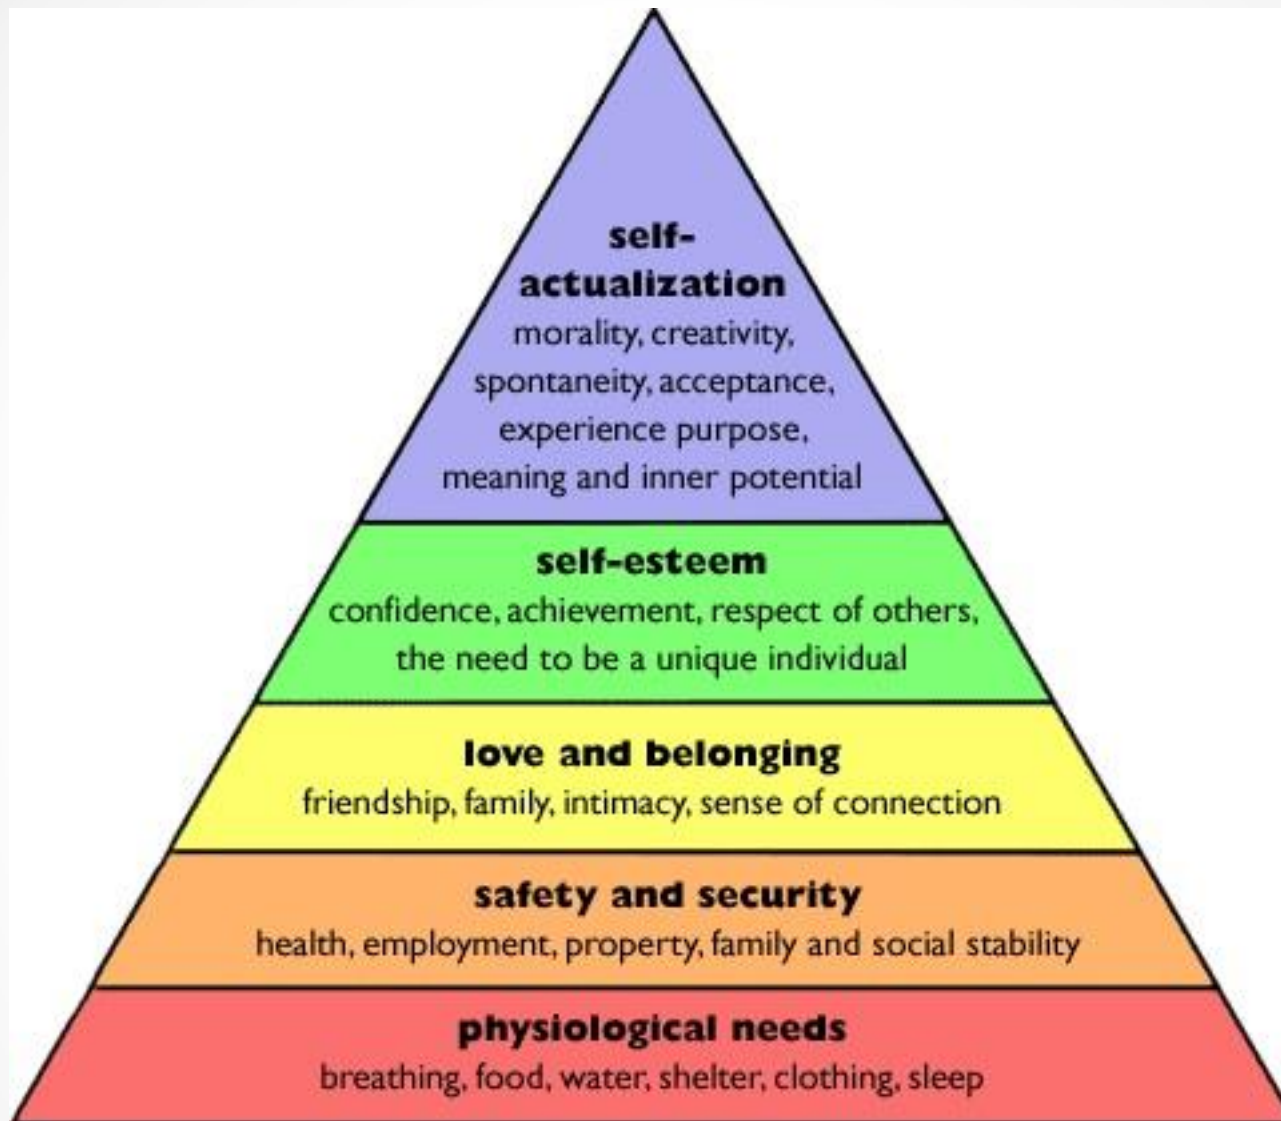 self-
actualization
morality, creativity,
spontaneity, acceptance,
experience purpose,
meaning and inner potential
self-esteem
confidence, achievement, respect of others,
the need to be a unique individual
love and belonging
friendship, family, intimacy, sense of connection
safety and security
health, employment, property, family and social stability
physiological needs
breathing, food, water, shelter, clothing, sleep